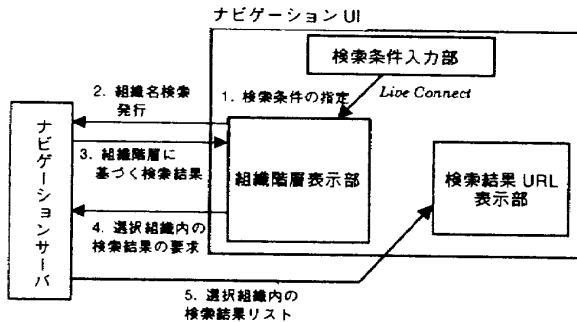 ナビゲーション UI
検索条件入力部
2. 組織名検索
発行
1. 検索条件の指定
Live Connect
ナビゲーションサーバ
3. 組織階層に
基づく検索結果
組織階層表示部
検索結果 URL
表示部
4. 選択組織内の
検索結果の要求
5. 選択組織内の
検索結果リスト